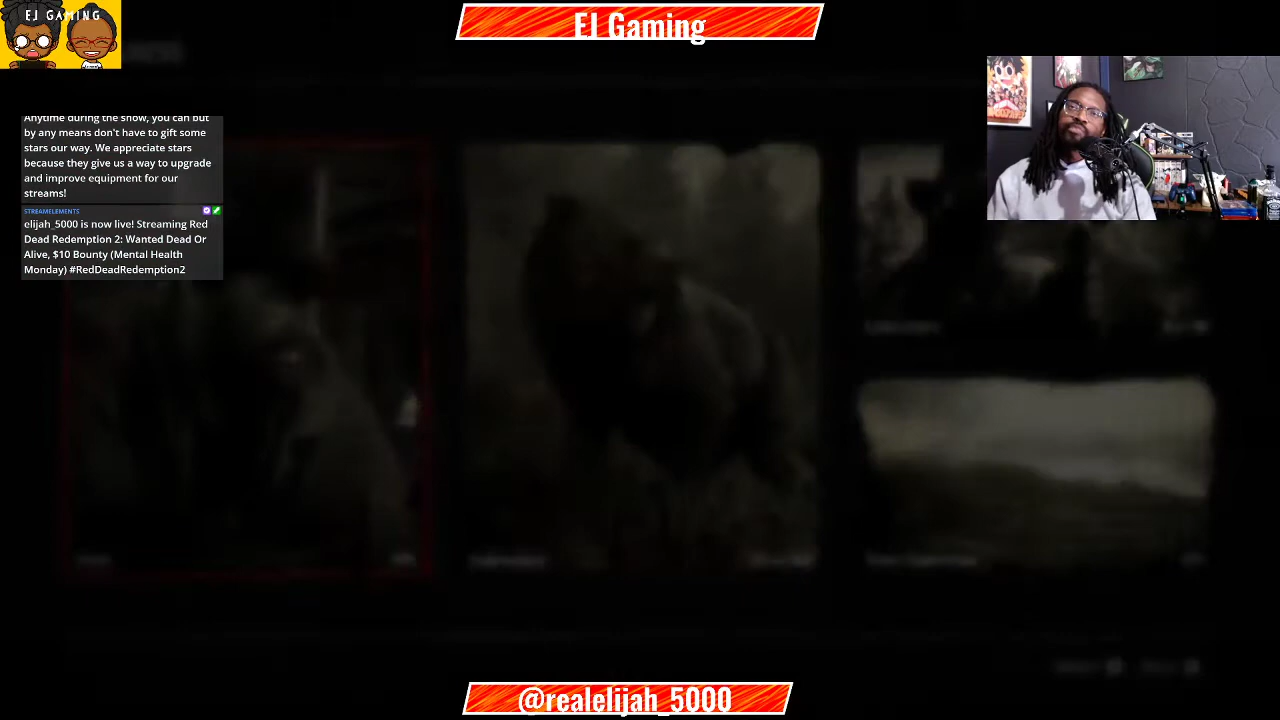 EJ GAMING
EJ Gaming
Anytime during the show, you can but
by any means don't have to gift some
stars our way. We appreciate stars
because they give us a way to upgrade
and improve equipment for our
streams!
STREAMELEMENTS
elijah_5000 is now live! Streaming Red
Dead Redemption 2: Wanted Dead Or
Alive, $10 Bounty (Mental Health
Monday) #RedDeadRedemption2
@realelijah_5000